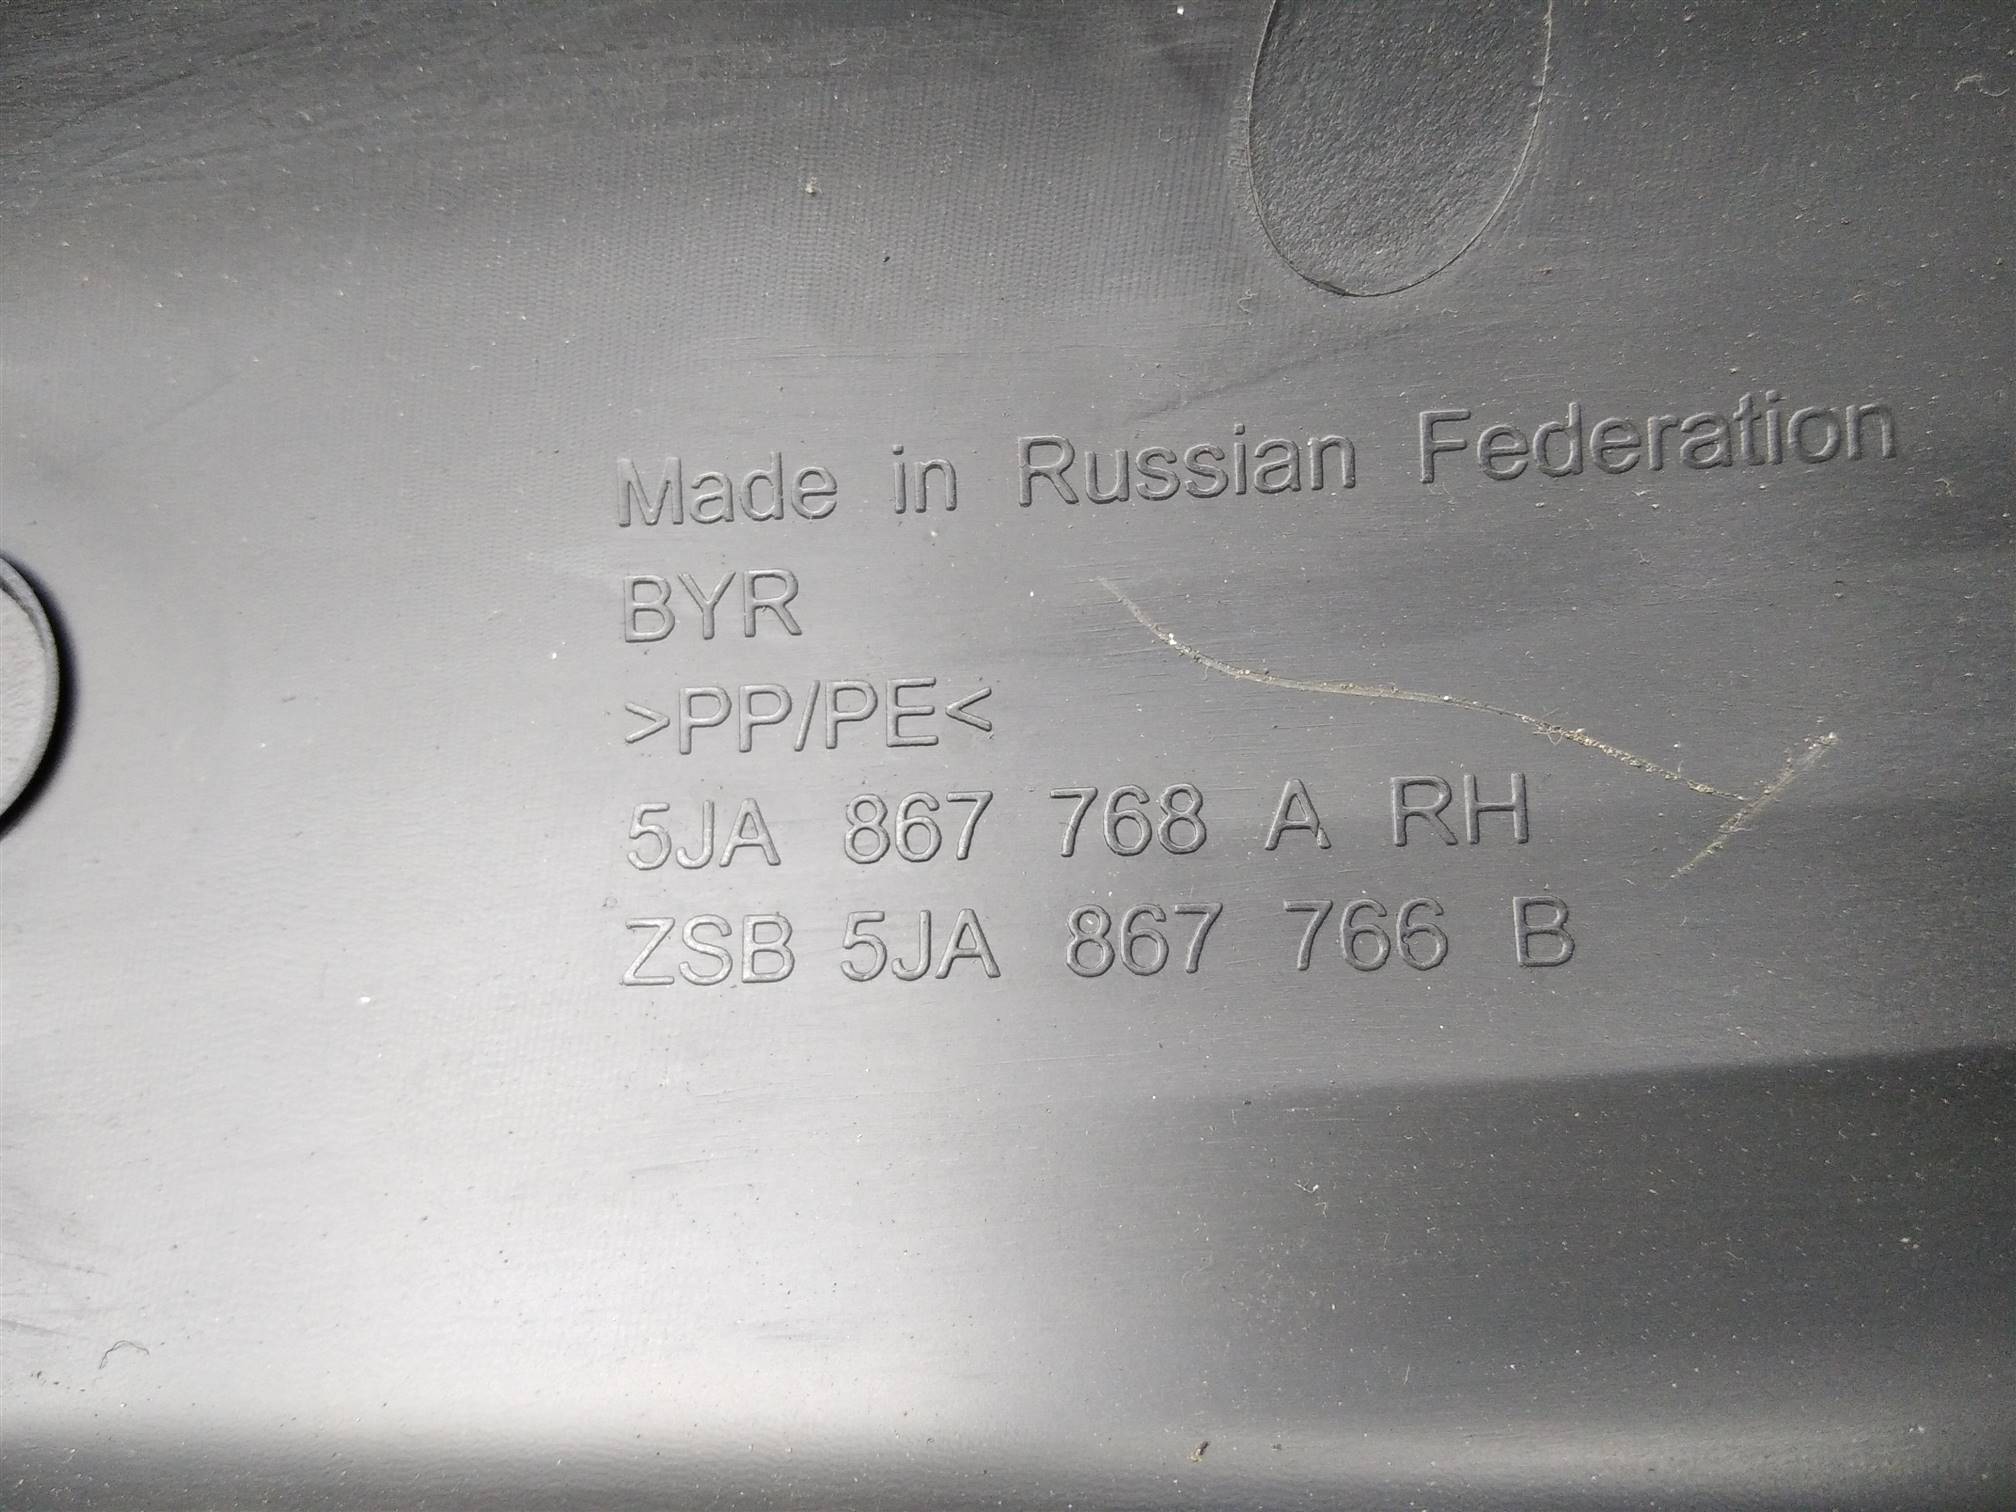 Made in Russian Federation
BYR
>PP/PE<
5JA 867 768 A RH
ZSB 5JA 867 766 B